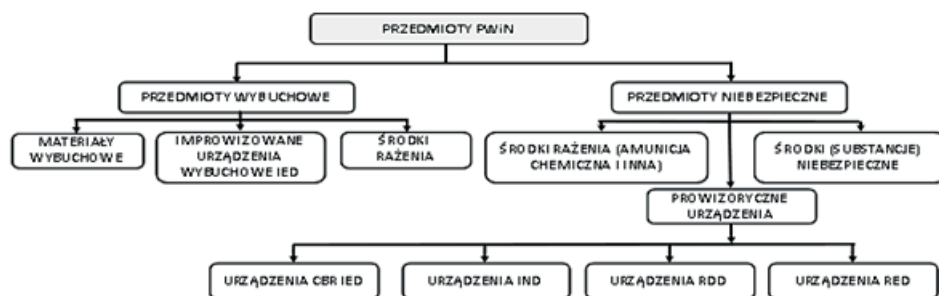 PRZEDMIOTY PWiN
PRZEDMIOTY WYBUCHOWE
PRZEDMIOTY NIEBEZPIECZNE
MATERIAŁY
WYBUCHOWE
IMPROWIZOWANE
URZĄDZENIA
WYBUCHOWE IED
ŚRODKI
RAŻENIA
ŚRODKI RAŻENIA (AMUNICJA
CHEMICZNA I INNA)
ŚRODKI (SUBSTANCJE)
NIEBEZPIECZNE
PROWIZORYCZNE
URZĄDZENIA
URZĄDZENIA CBR IED
URZĄDZENIA IND
URZĄDZENIA RDD
URZĄDZENIA RED